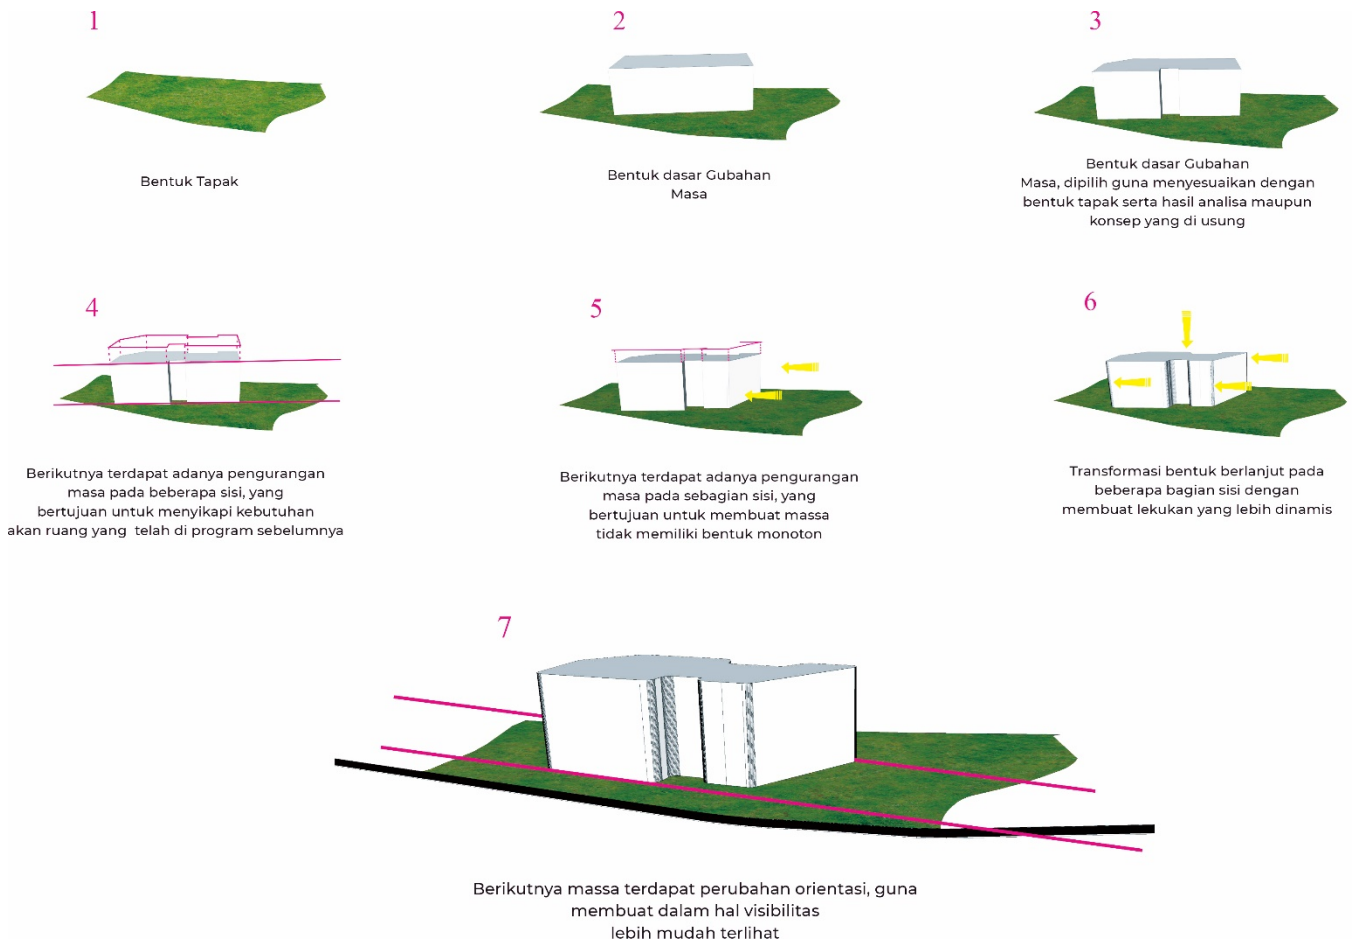 1
Bentuk Tapak
2
Bentuk dasar Gubahan
Masa
3
Bentuk dasar Gubahan
Masa, dipilih guna menyesuaikan dengan
bentuk tapak serta hasil analisa maupun
konsep yang di usung
4
Berikutnya terdapat adanya pengurangan
masa pada beberapa sisi, yang
bertujuan untuk menyikapi kebutuhan
akan ruang yang telah di program sebelumnya
5
Berikutnya terdapat adanya pengurangan
masa pada sebagian sisi, yang
bertujuan untuk membuat massa
tidak memiliki bentuk monoton
6
Transformasi bentuk berlanjut pada
beberapa bagian sisi dengan
membuat lekukan yang lebih dinamis
7
Berikutnya massa terdapat perubahan orientasi, guna
membuat dalam hal visibilitas
lebih mudah terlihat